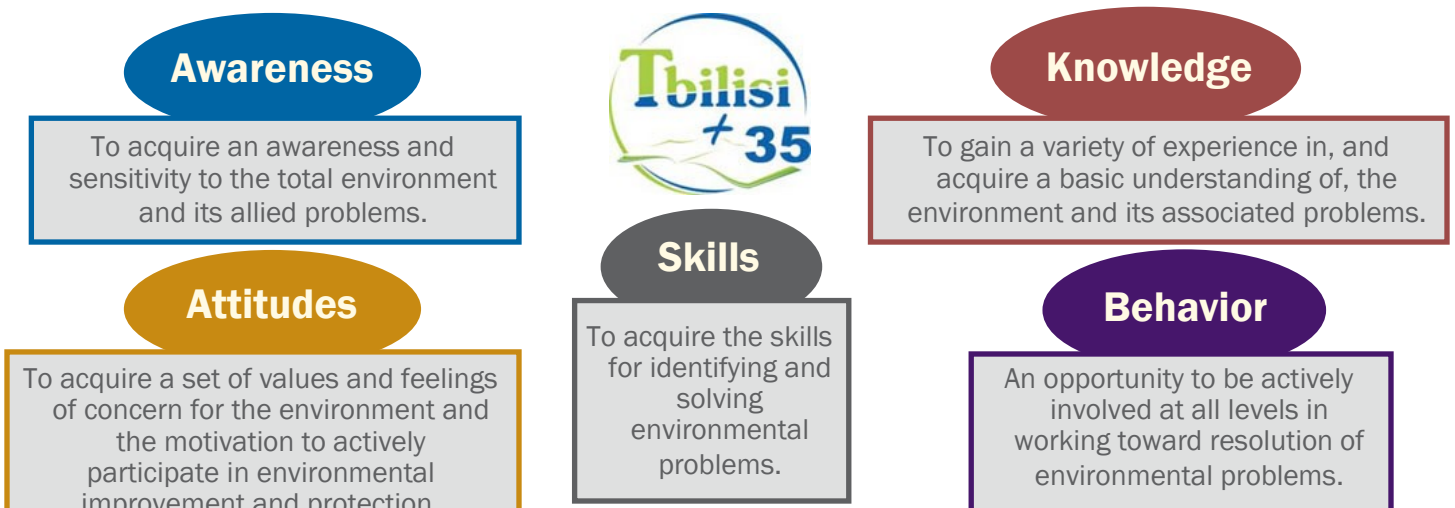 Awareness
To acquire an awareness and
sensitivity to the total environment
and its allied problems.
Tbilisi
+ 35
Knowledge
To gain a variety of experience in, and
acquire a basic understanding of, the
environment and its associated problems.
Attitudes
To acquire a set of values and feelings
of concern for the environment and
the motivation to actively
participate in environmental
improvement and protection
Skills
To acquire the skills
for identifying and
solving
environmental
problems.
Behavior
An opportunity to be actively
involved at all levels in
working toward resolution of
environmental problems.